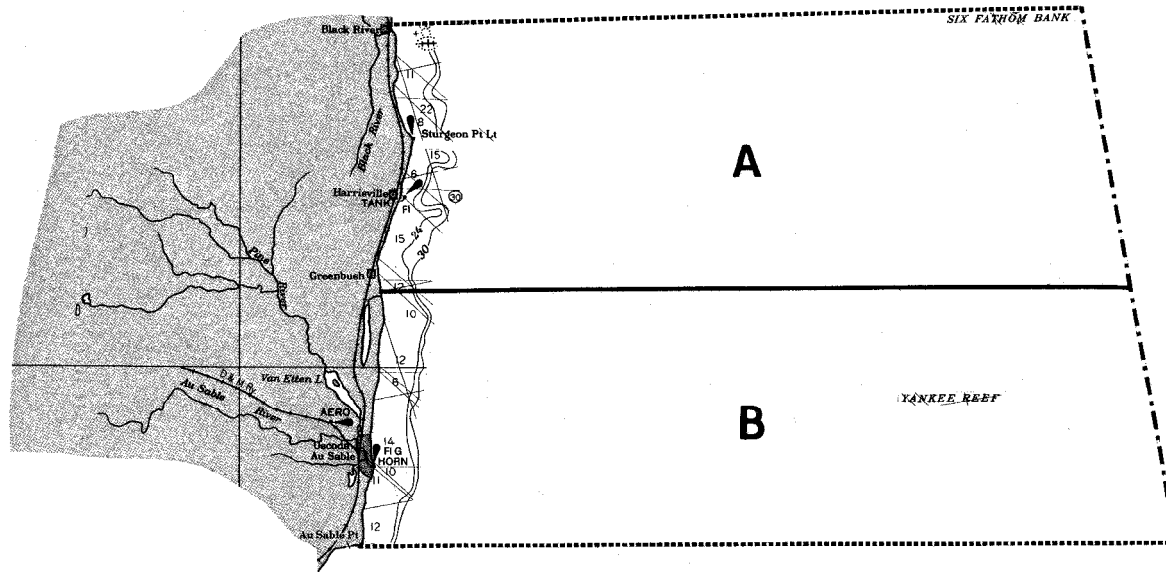 Black River
SIX FATHOM BANK
11
22
8
Sturgeon Pt Lt
Black River
15
6
A
Harrisville
TANK
30
Fl
15
24
30
Pine
River
Greenbush
12
10
D & M Ry
Van Etten L
12
8
Au Sable
River
AERO
YANKEE REEF
B
14
Fl G
HORN
Oscoda
Au Sable
10
11
12
Au Sable Pt